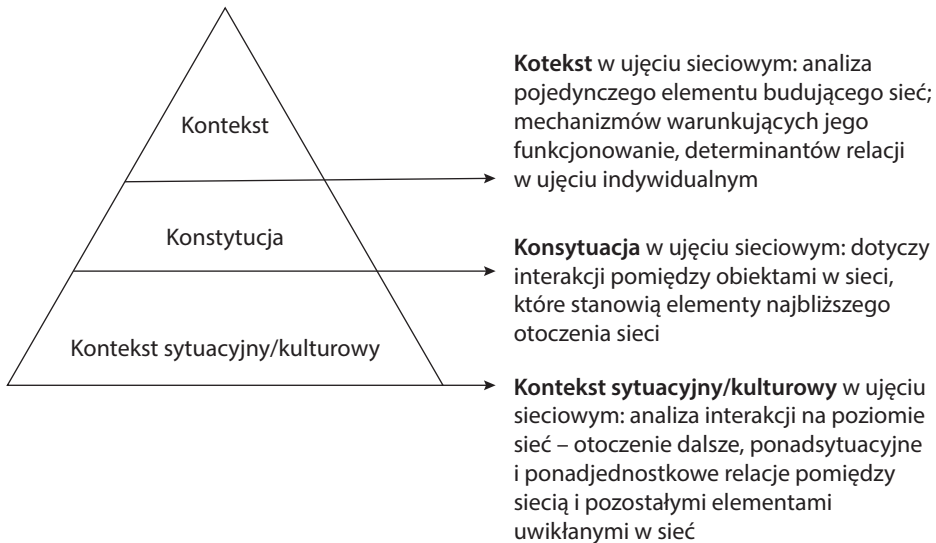 Kontekst
Konstytucja
Kontekst sytuacyjny/kulturowy
Kotekst w ujęciu sieciowym: analiza
pojedynczego elementu budującego sieć;
mechanizmów warunkujących jego
funkcjonowanie, determinantów relacji
w ujęciu indywidualnym
Konsytuacja w ujęciu sieciowym: dotyczy
interakcji pomiędzy obiektami w sieci,
które stanowią elementy najbliższego
otoczenia sieci
Kontekst sytuacyjny/kulturowy w ujęciu
sieciowym: analiza interakcji na poziomie
sieć – otoczenie dalsze, ponadsytuacyjne
i ponadjednostkowe relacje pomiędzy
siecią i pozostałymi elementami
uwikłanymi w sieć